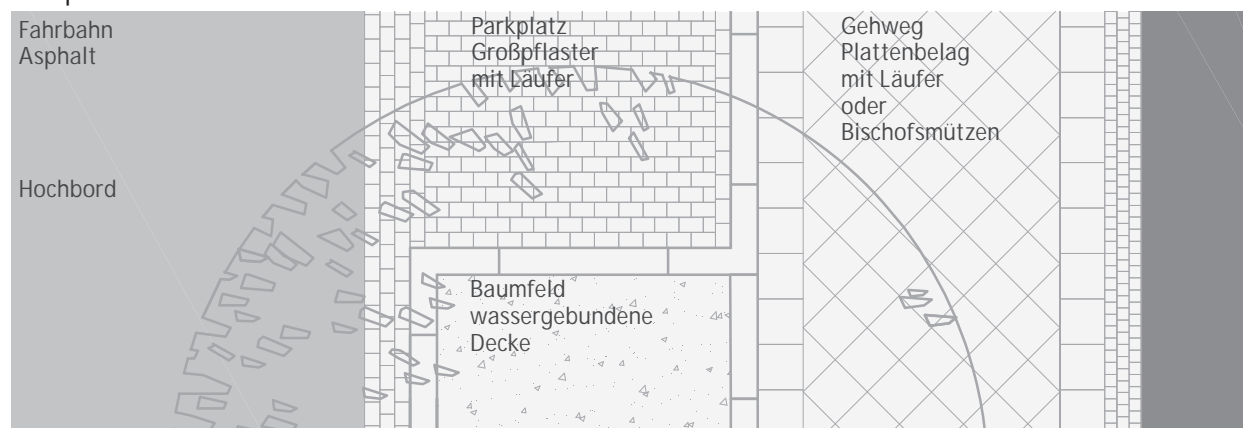 Fahrbahn
Asphalt
Hochbord
Parkplatz
Großpflaster
mit Läufer
Baumfeld
wassergebundene
Decke
Gehweg
Plattenbelag
mit Läufer
oder
Bischofsmützen